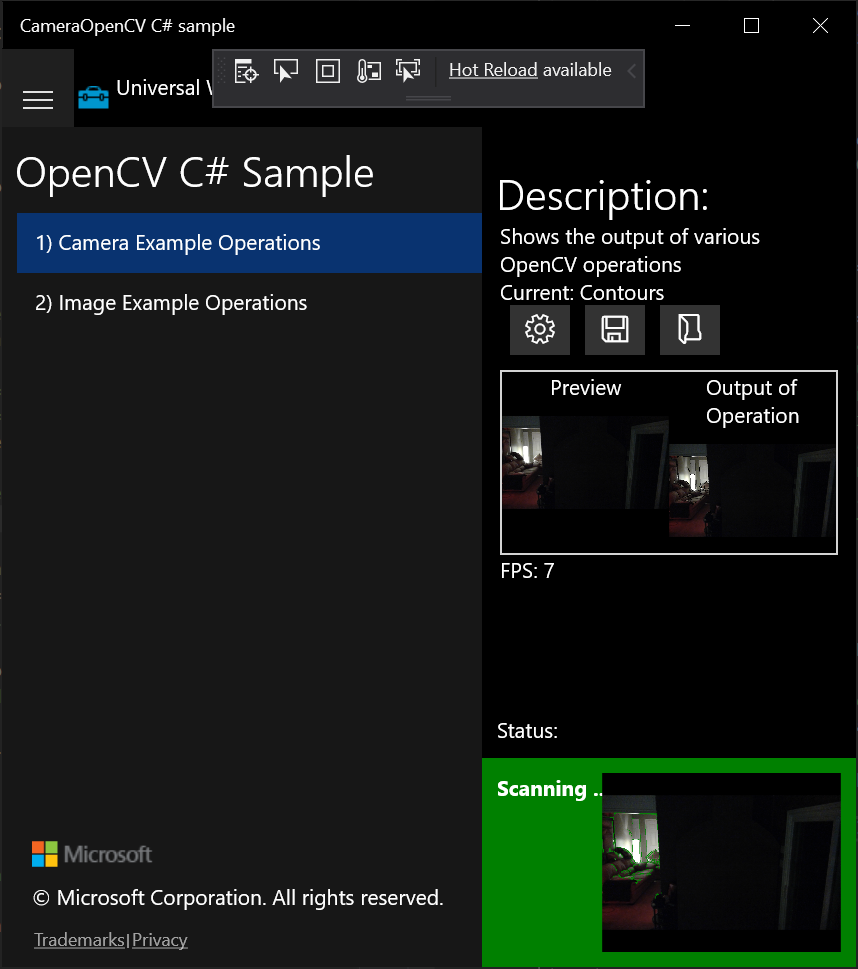 CameraOpenCV C# sample
Universal
Hot Reload available
OpenCV C# Sample
1) Camera Example Operations
2) Image Example Operations
Description:
Shows the output of various
OpenCV operations
Current: Contours
Preview
Output of
Operation
FPS: 7
Status:
Scanning ..
Microsoft
© Microsoft Corporation. All rights reserved.
Trademarks|Privacy